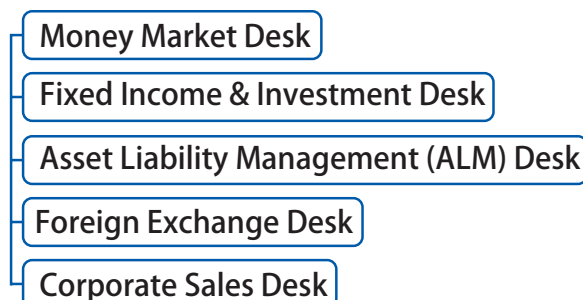 Money Market Desk
Fixed Income & Investment Desk
Asset Liability Management (ALM) Desk
Foreign Exchange Desk
Corporate Sales Desk